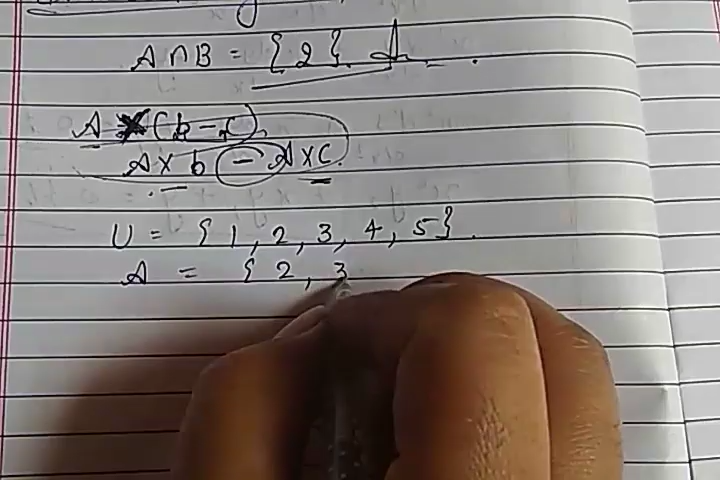 A ∩ B = {2}.
A × (b - c),
A × b - A × c.
U = {1, 2, 3, 4, 5}.
A = {2, 3